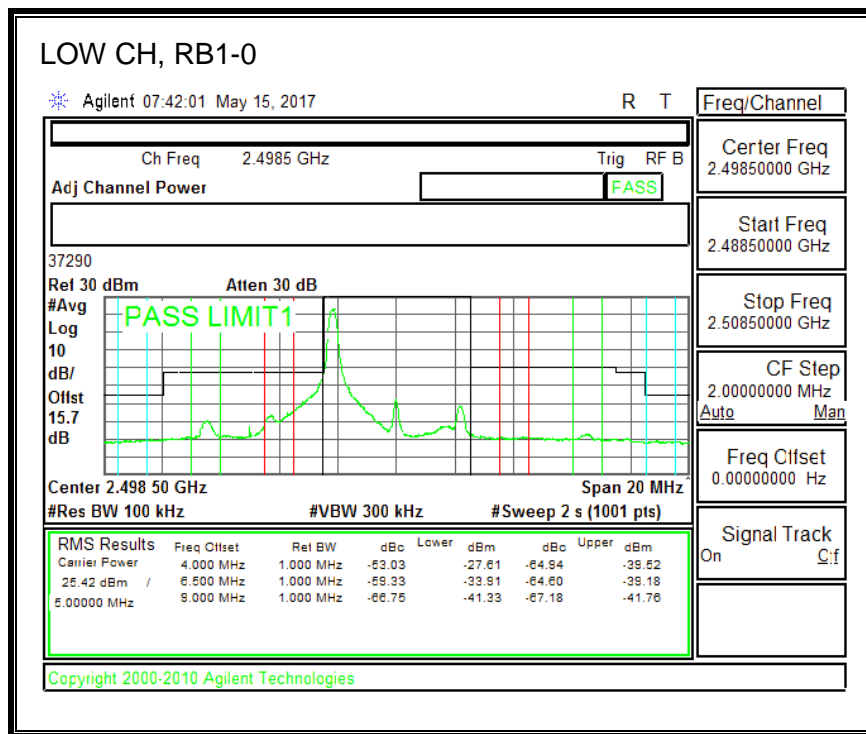 LOW CH, RB1-0
Agilent 07:42:01 May 15, 2017 R T
Freq/Channel
Ch Freq 2.4985 GHz Trig RF B
Adj Channel Power PASS
Center Freq
2.49850000 GHz
Start Freq
2.48850000 GHz
Stop Freq
2.50850000 GHz
CF Step
2.00000000 MHz
Auto Man
Freq Offset
0.00000000 Hz
Signal Track
On Off
37290
Ref 30 dBm Atten 30 dB
#Avg
Log
10
dB/
Offst
15.7
dB
PASS LIMIT1
Center 2.498 50 GHz Span 20 MHz
#Res BW 100 kHz #VBW 300 kHz #Sweep 2 s (1001 pts)
RMS Results Freq Offset Ref BW dBc Lower dBm dBc Upper dBm
Carrier Power 4.000 MHz 1.000 MHz -53.03 -27.61 -64.94 -39.52
25.42 dBm / 6.500 MHz 1.000 MHz -59.33 -33.91 -64.60 -39.18
5.00000 MHz 9.000 MHz 1.000 MHz -66.75 -41.33 -67.18 -41.76
Copyright 2000-2010 Agilent Technologies